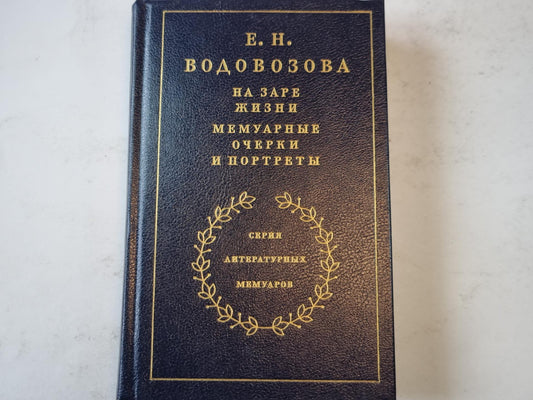 Е. Н.
ВОДОВОЗОВА
НА ЗАРЕ
ЖИЗНИ
МЕМУАРНЫЕ
ОЧЕРКИ
И ПОРТРЕТЫ
СЕРИЯ
ЛИТЕРАТУРНЫХ
МЕМУАРОВ